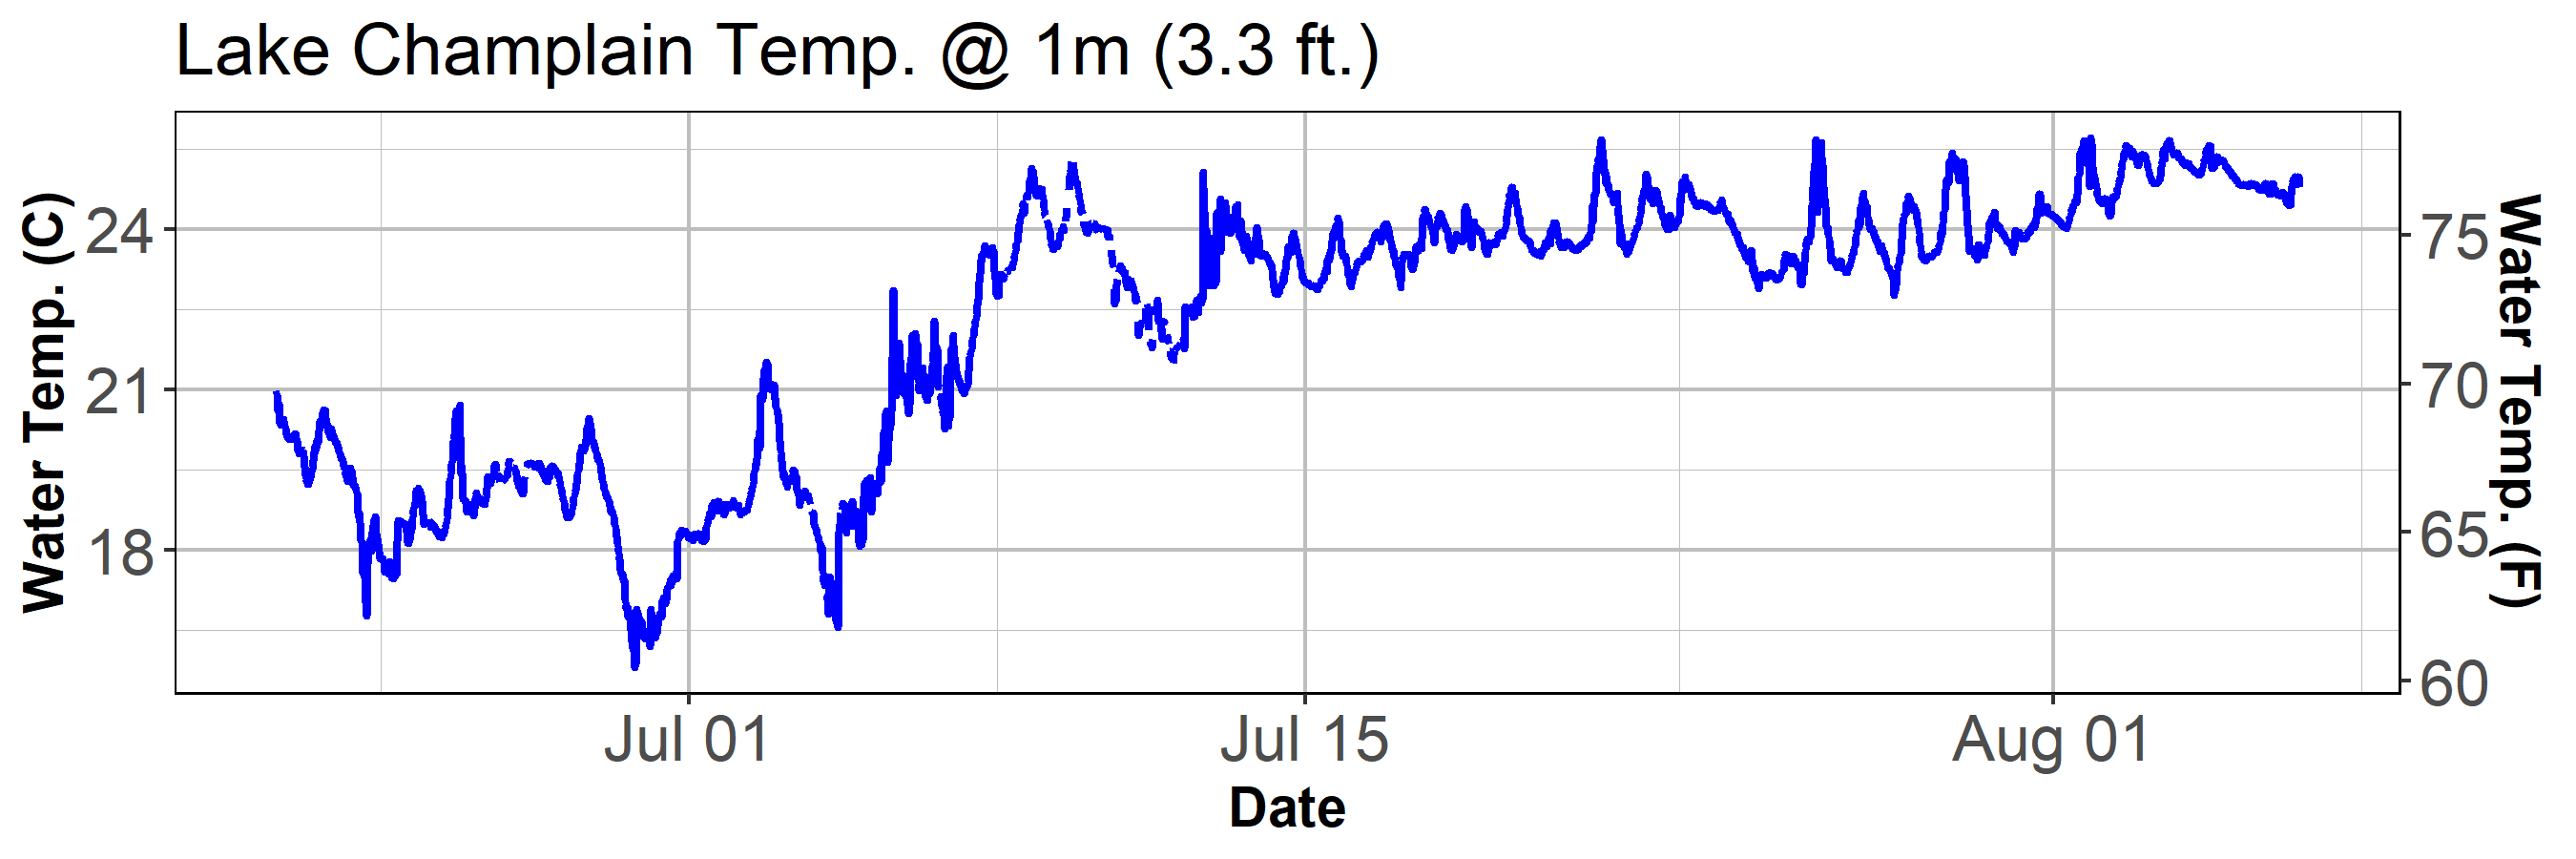 Lake Champlain Temp. @ 1m (3.3 ft.)
Water Temp. (C)
24
21
18
75
70
65
60
Water Temp. (F)
Jul 01
Jul 15
Aug 01
Date